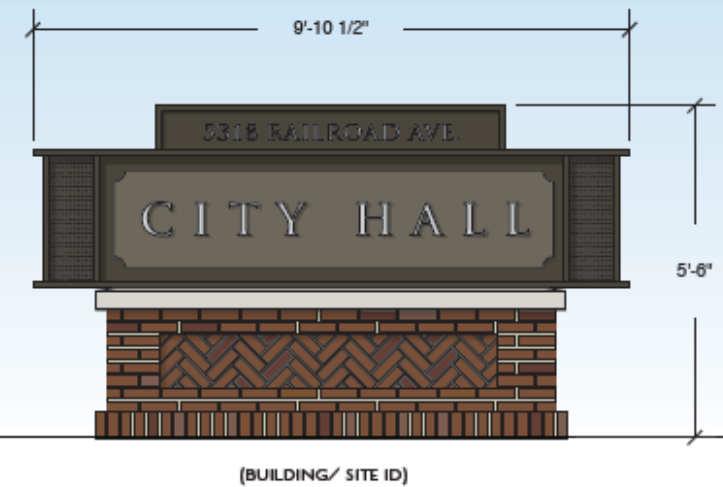 9'-10 1/2"
5318 RAILROAD AVE.
CITY HALL
5'-6"
(BUILDING/ SITE ID)